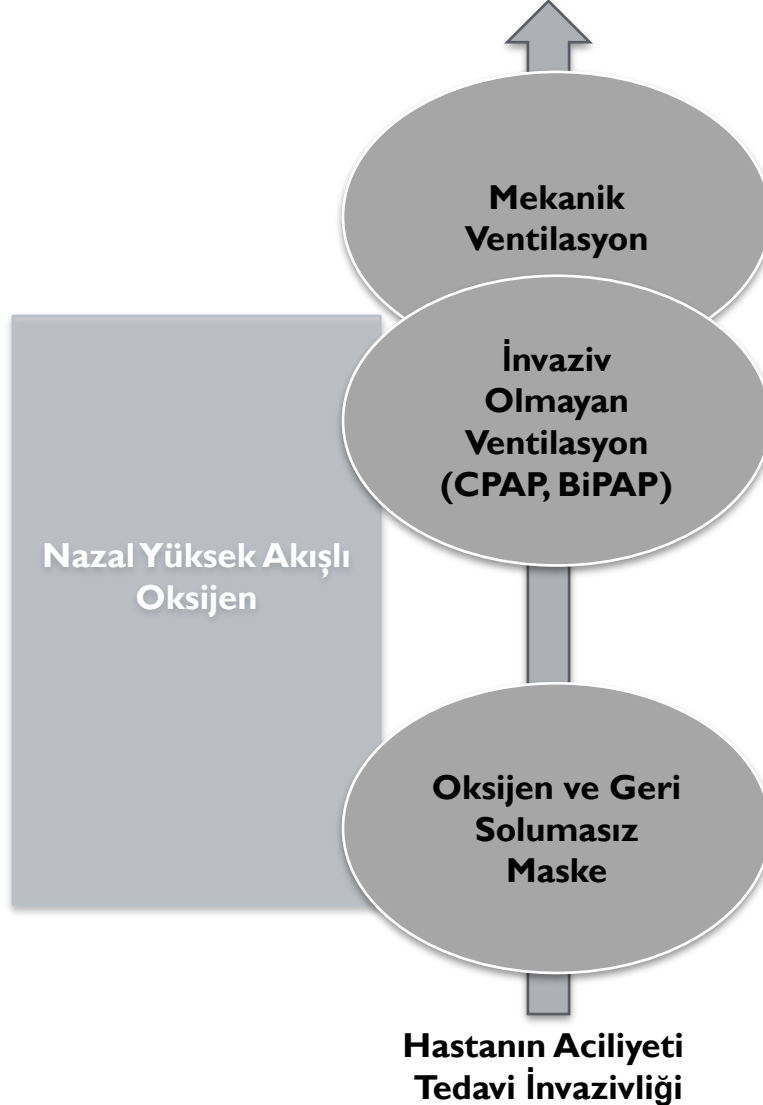 Mekanik
Ventilasyon
İnvaziv
Olmayan
Ventilasyon
(CPAP, BiPAP)
Nazal Yüksek Akışlı
Oksijen
Oksijen ve Geri
Solumasız
Maske
Hastanın Aciliyeti
Tedavi İnvazivliği